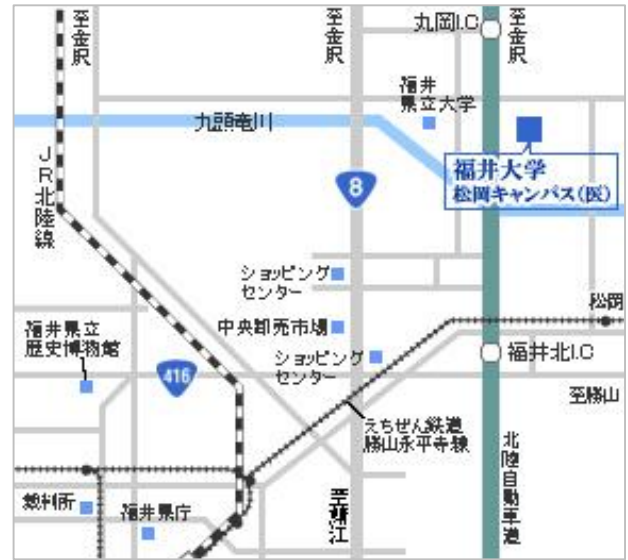 至金沢
至金沢
丸岡I.C
至金沢
福井
県立大学
九頭竜川
福井大学
松岡キャンパス(医)
JR北陸線
8
ショッピング
センター
松岡
福井県立
歴史博物館
中央卸売市場
ショッピング
センター
福井北I.C
416
至勝山
えちぜん鉄道
勝山永平寺線
北陸自動車道
至鯖江
裁判所
福井県庁